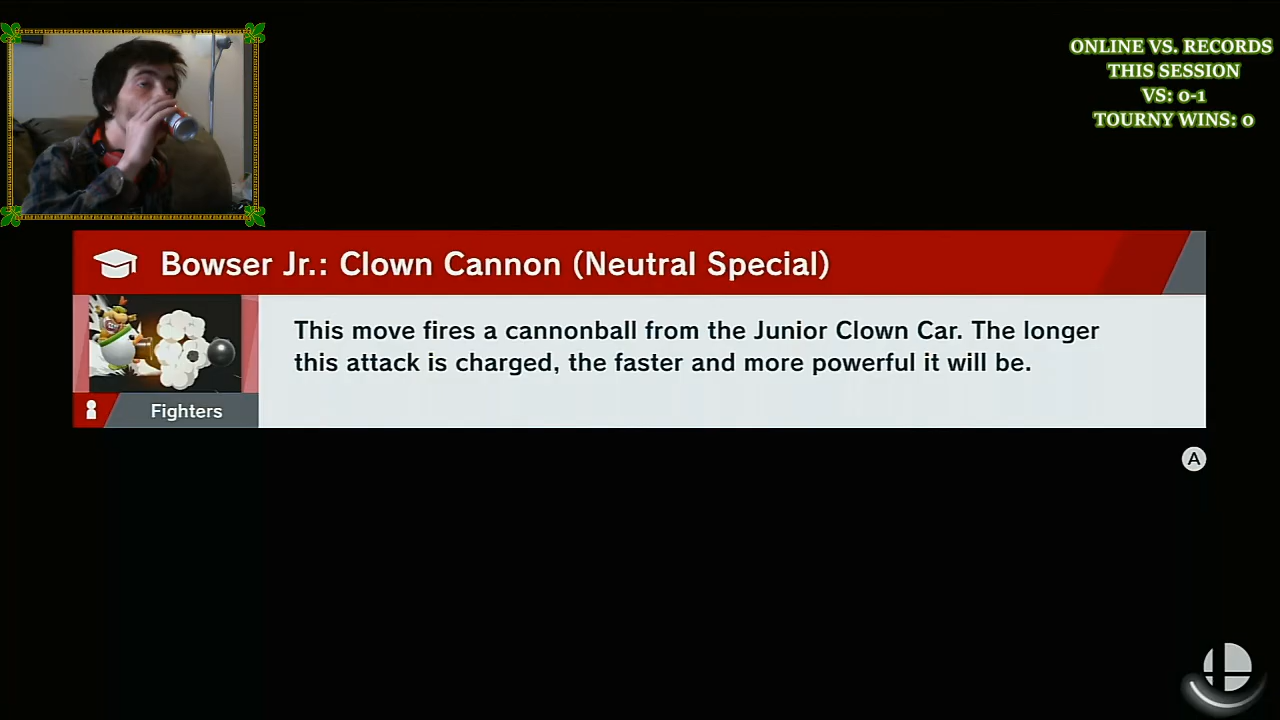 ONLINE VS. RECORDS
THIS SESSION
VS: 0-1
TOURNY WINS: 0
Bowser Jr.: Clown Cannon (Neutral Special)
This move fires a cannonball from the Junior Clown Car. The longer
this attack is charged, the faster and more powerful it will be.
Fighters
A